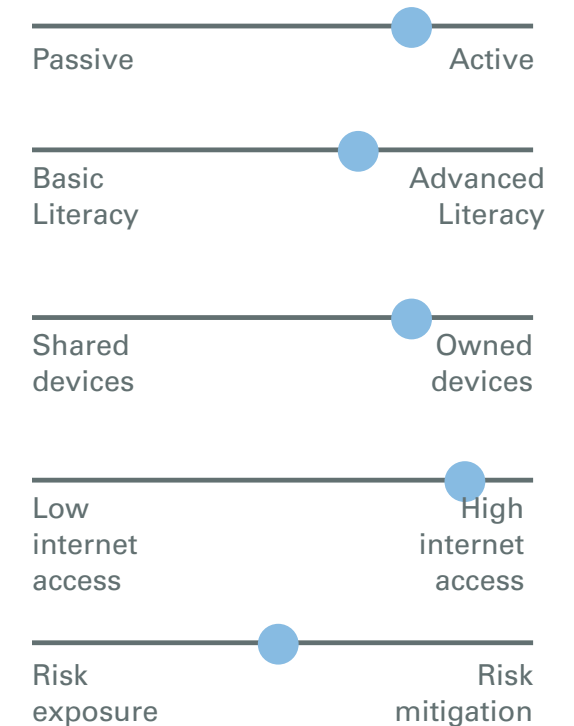 Passive Active
Basic Advanced
Literacy Literacy
Shared Owned
devices devices
Low High
internet internet
access access
Risk Risk
exposure mitigation